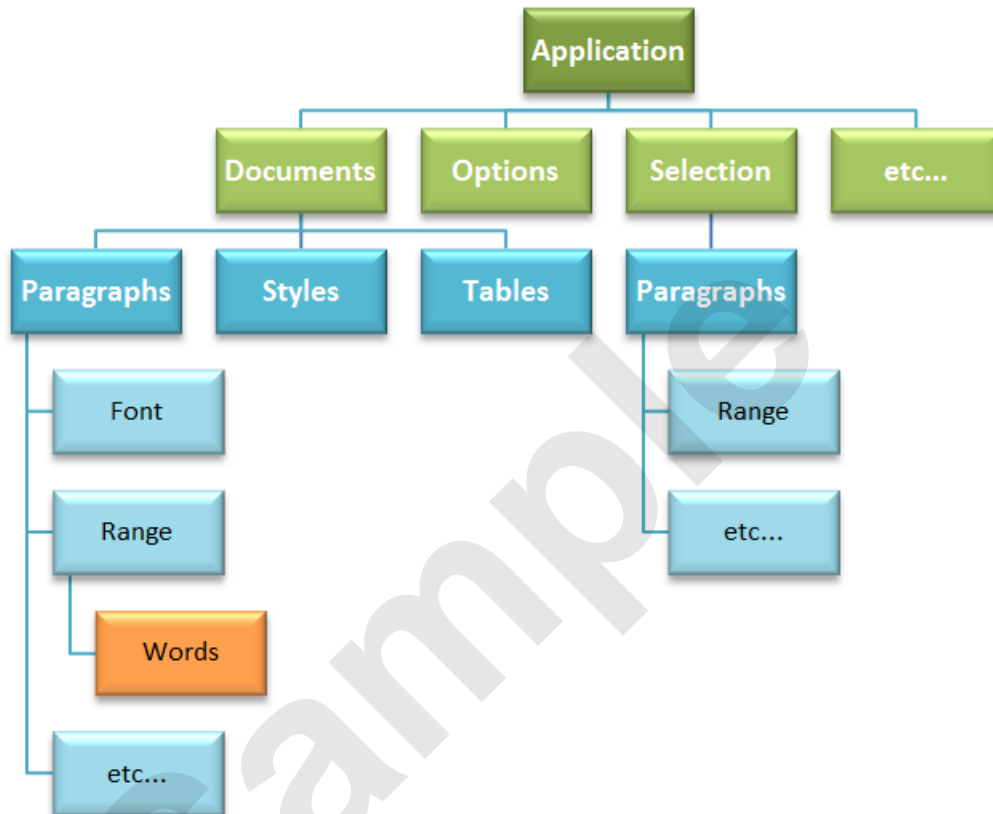 Application
Documents
Options
Selection
etc...
Paragraphs
Styles
Tables
Paragraphs
Font
Range
Range
etc...
Words
etc...
sample